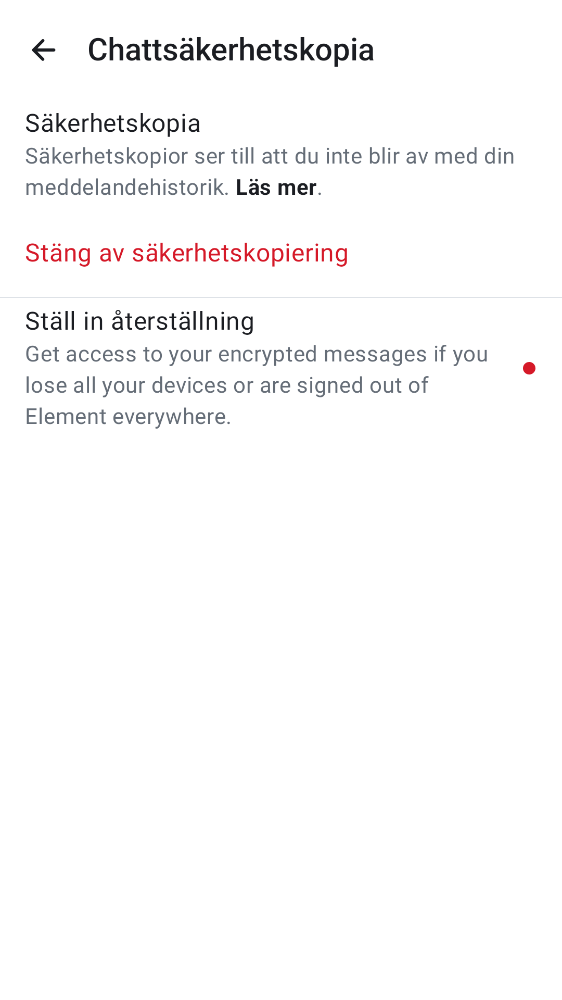 Chattsäkerhetskopia
Säkerhetskopia
Säkerhetskopior ser till att du inte blir av med din
meddelandehistorik. Läs mer.
Stäng av säkerhetskopiering
Ställ in återställning
Get access to your encrypted messages if you
lose all your devices or are signed out of
Element everywhere.